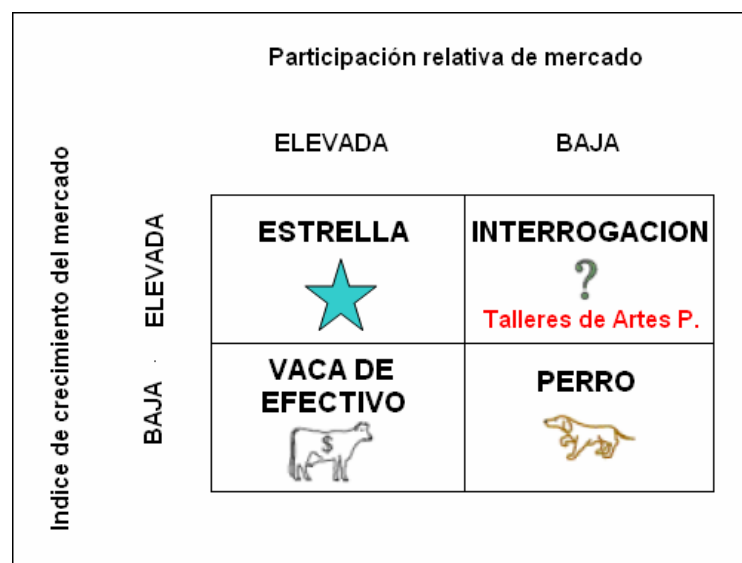 Participación relativa de mercado
ELEVADA
BAJA
Indice de crecimiento del mercado
ELEVADA
BAJA
ESTRELLA
INTERROGACION
?
Talleres de Artes P.
VACA DE
EFECTIVO
$
PERRO